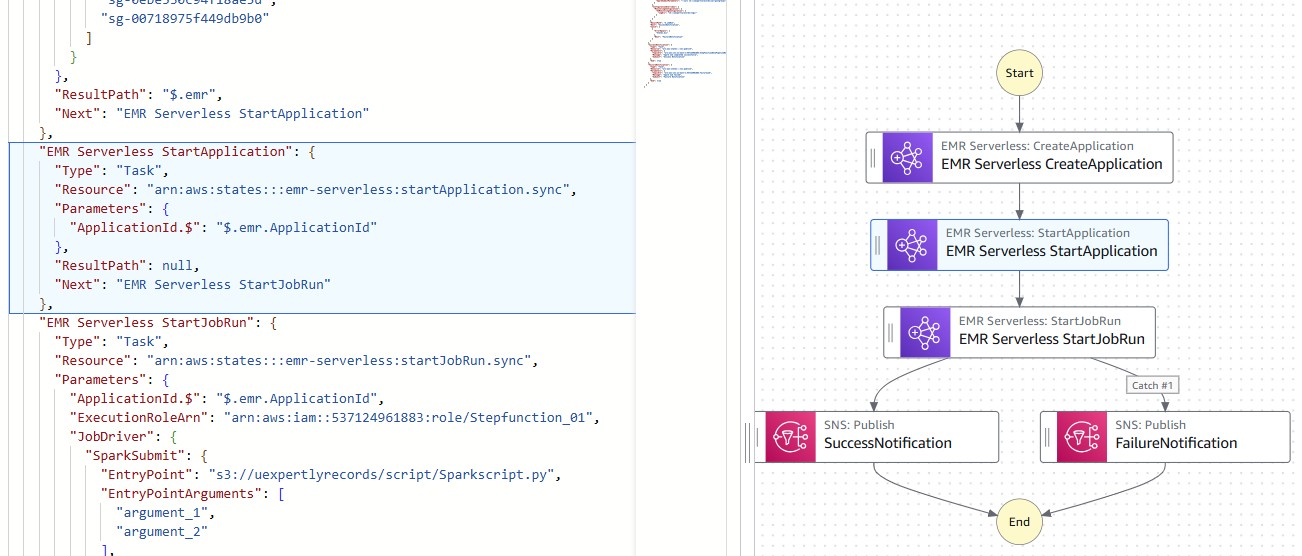 "sg-00718975f449db9b0"
]
}
},
"ResultPath": "$.emr",
"Next": "EMR Serverless StartApplication"
},
"EMR Serverless StartApplication": {
"Type": "Task",
"Resource": "arn:aws:states:::emr-serverless:startApplication.sync",
"Parameters": {
"ApplicationId.$": "$.emr.ApplicationId"
},
"ResultPath": null,
"Next": "EMR Serverless StartJobRun"
},
"EMR Serverless StartJobRun": {
"Type": "Task",
"Resource": "arn:aws:states:::emr-serverless:startJobRun.sync",
"Parameters": {
"ApplicationId.$": "$.emr.ApplicationId",
"ExecutionRoleArn": "arn:aws:iam::537124961883:role/Stepfunction_01",
"JobDriver": {
"SparkSubmit": {
"EntryPoint": "s3://uexpertlyrecords/script/Sparkscript.py",
"EntryPointArguments": [
"argument_1",
"argument_2"
],
Start
EMR Serverless: CreateApplication
EMR Serverless CreateApplication
EMR Serverless: StartApplication
EMR Serverless StartApplication
EMR Serverless: StartJobRun
EMR Serverless StartJobRun
Catch #1
SNS: Publish
SuccessNotification
SNS: Publish
FailureNotification
End